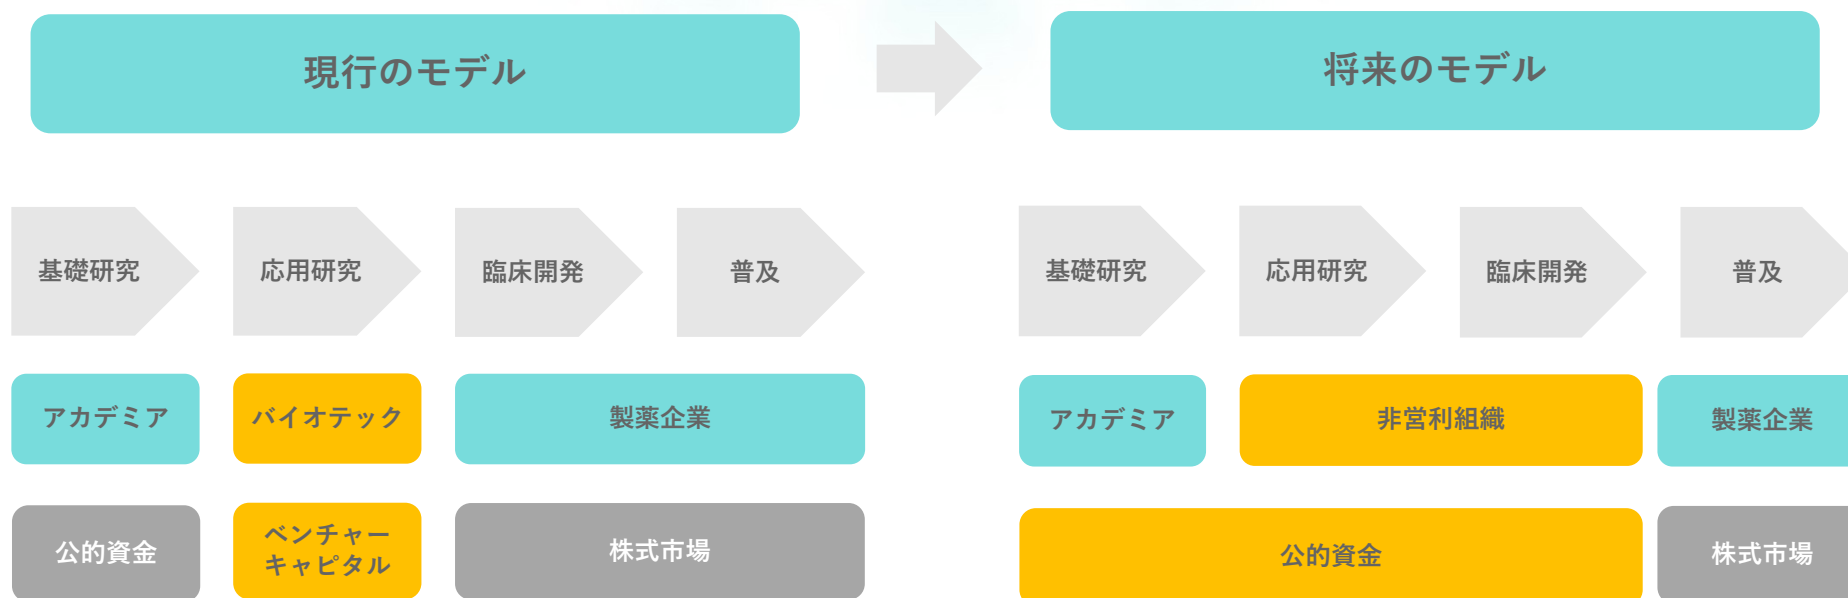 現行のモデル
将来のモデル
基礎研究
応用研究
臨床開発
普及
基礎研究
応用研究
臨床開発
普及
アカデミア
バイオテック
製薬企業
アカデミア
非営利組織
製薬企業
公的資金
ベンチャー
キャピタル
株式市場
公的資金
株式市場